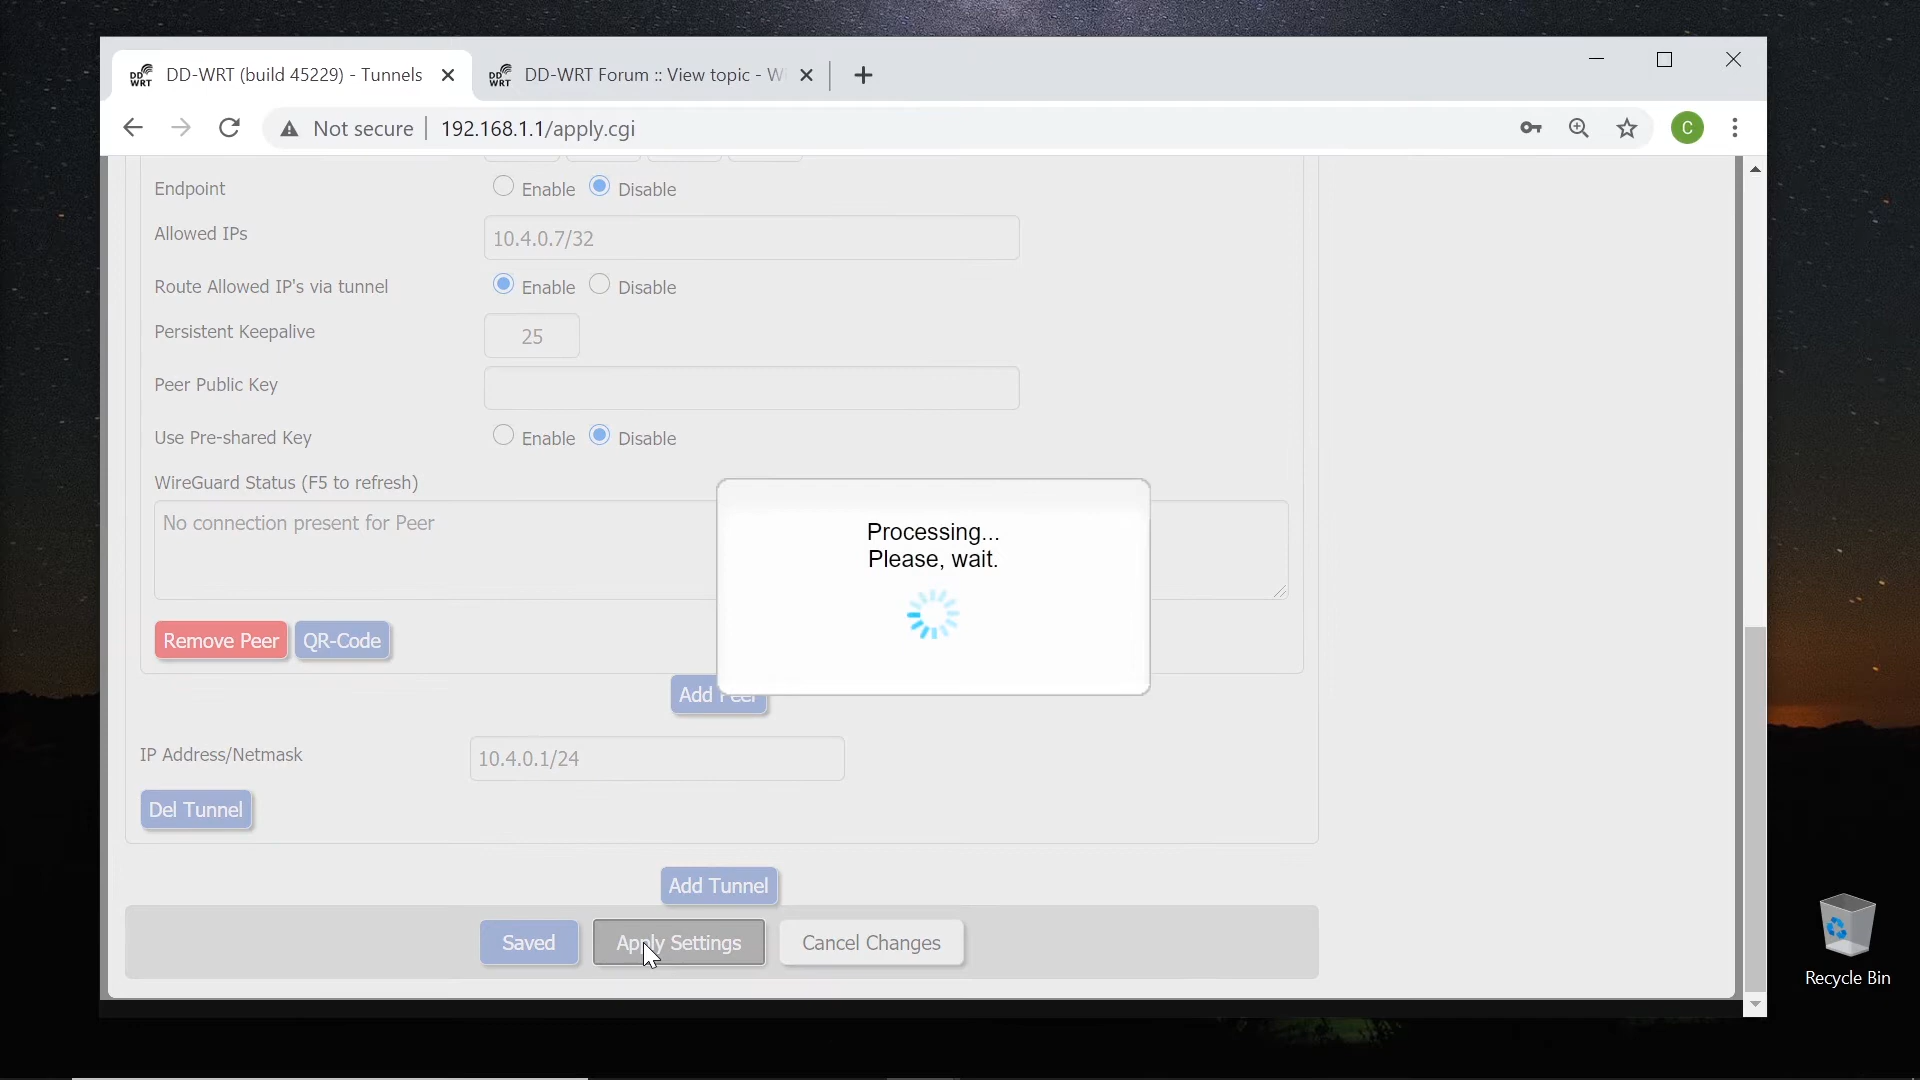 DD-WRT (build 45229) - Tunnels
DD-WRT Forum :: View topic - W
Not secure
192.168.1.1/apply.cgi
C
Endpoint
Enable
Disable
Allowed IPs
10.4.0.7/32
Route Allowed IP's via tunnel
Enable
Disable
Persistent Keepalive
25
Peer Public Key
Use Pre-shared Key
Enable
Disable
WireGuard Status (F5 to refresh)
No connection present for Peer
Processing...
Please, wait.
Remove Peer
QR-Code
Add Peer
IP Address/Netmask
10.4.0.1/24
Del Tunnel
Add Tunnel
Saved
Apply Settings
Cancel Changes
Recycle Bin